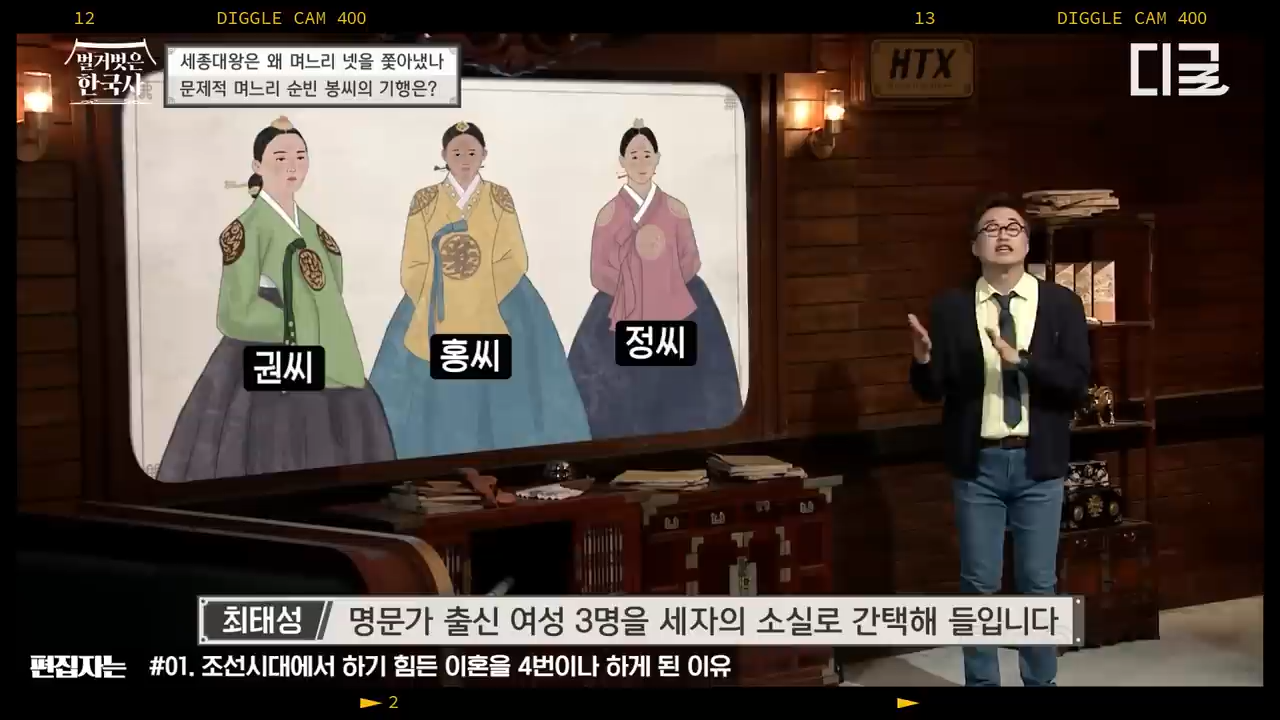 12
DIGGLE CAM 400
13
DIGGLE CAM 400
벌거벗은
한국사
세종대왕은 왜 며느리 넷을 쫓아냈나
문제적 며느리 순빈 봉씨의 기행은?
HTX
디글
권씨
홍씨
정씨
최태성
명문가 출신 여성 3명을 세자의 소실로 간택해 들입니다
편집자는
#01. 조선시대에서 하기 힘든 이혼을 4번이나 하게 된 이유
2